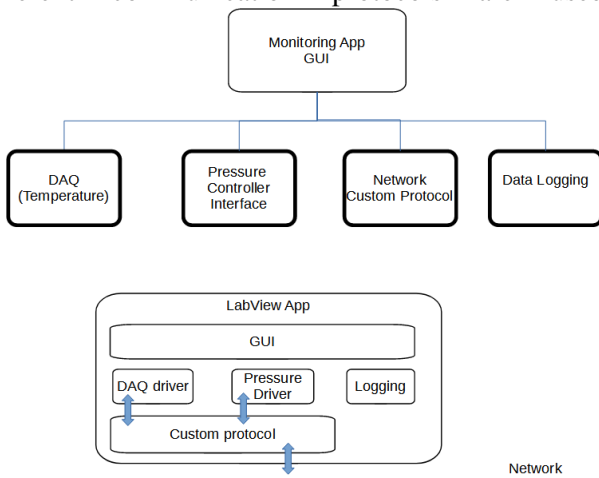 Monitoring App
GUI
DAQ
(Temperature)
Pressure
Controller
Interface
Network
Custom Protocol
Data Logging
LabView App
GUI
DAQ driver
Pressure
Driver
Logging
Custom protocol
Network